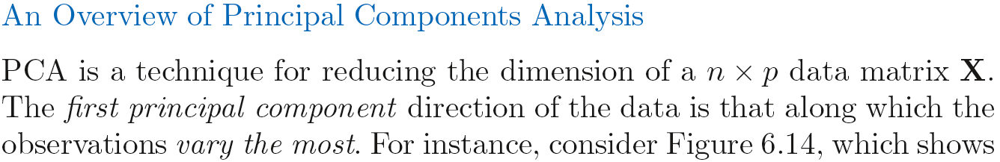 An Overview of Principal Components Analysis
PCA is a technique for reducing the dimension of a n × p data matrix X.
The first principal component direction of the data is that along which the
observations vary the most. For instance, consider Figure 6.14, which shows